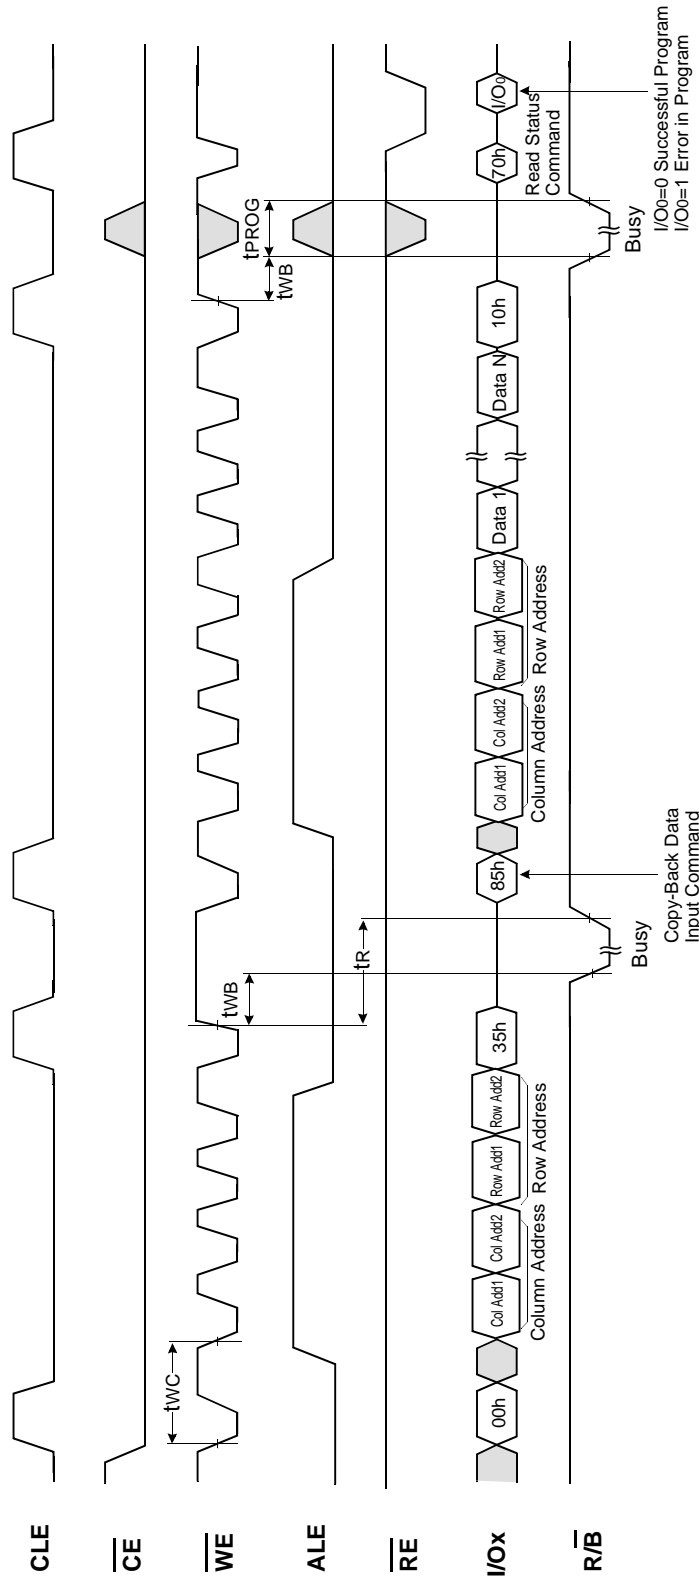 CLE
CE
WE
ALE
RE
I/Ox
R/B
tWC
tWB
tR
tWB
tPROG
00h
Col Add1
Col Add2
Row Add1
Row Add2
35h
85h
Col Add1
Col Add2
Row Add1
Row Add2
Data 1
Data N
10h
70h
I/O0
Column Address
Row Address
Column Address
Row Address
Read Status
Command
Busy
Busy
Copy-Back Data
Input Command
I/O0=0 Successful Program
I/O0=1 Error in Program